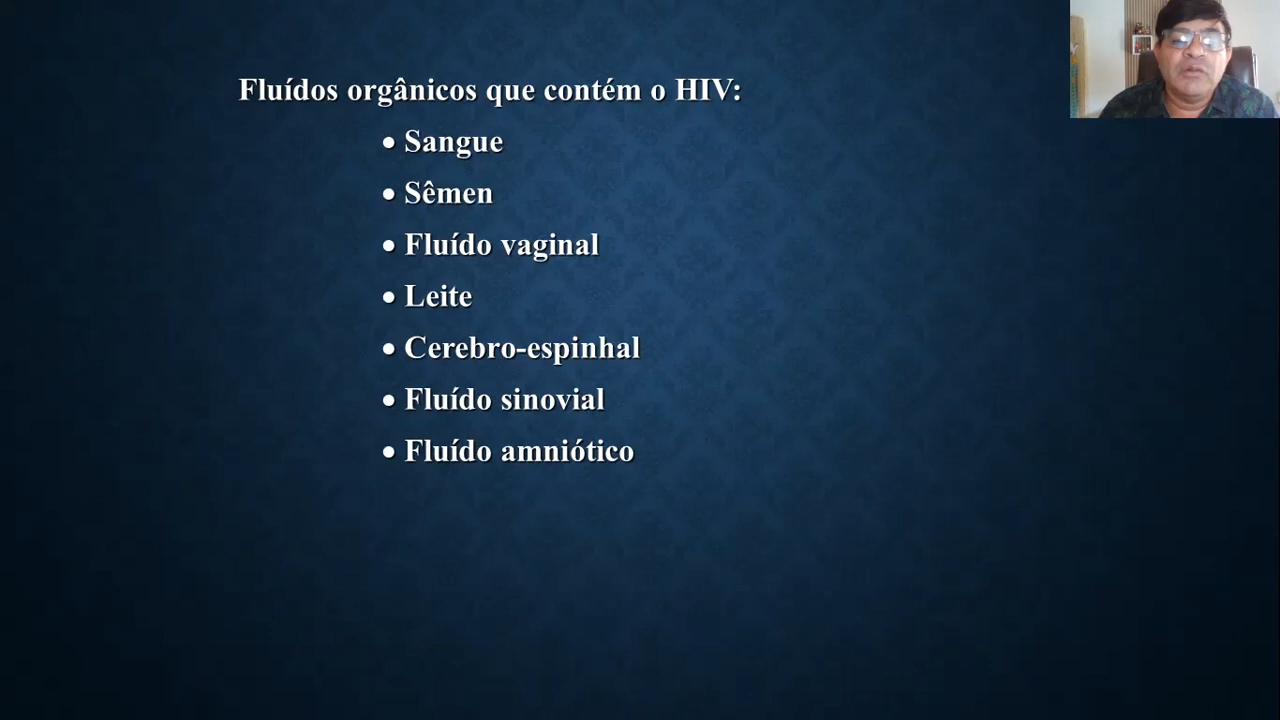 Fluídos orgânicos que contém o HIV:
• Sangue
• Sêmen
• Fluído vaginal
• Leite
• Cerebro-espinhal
• Fluído sinovial
• Fluído amniótico